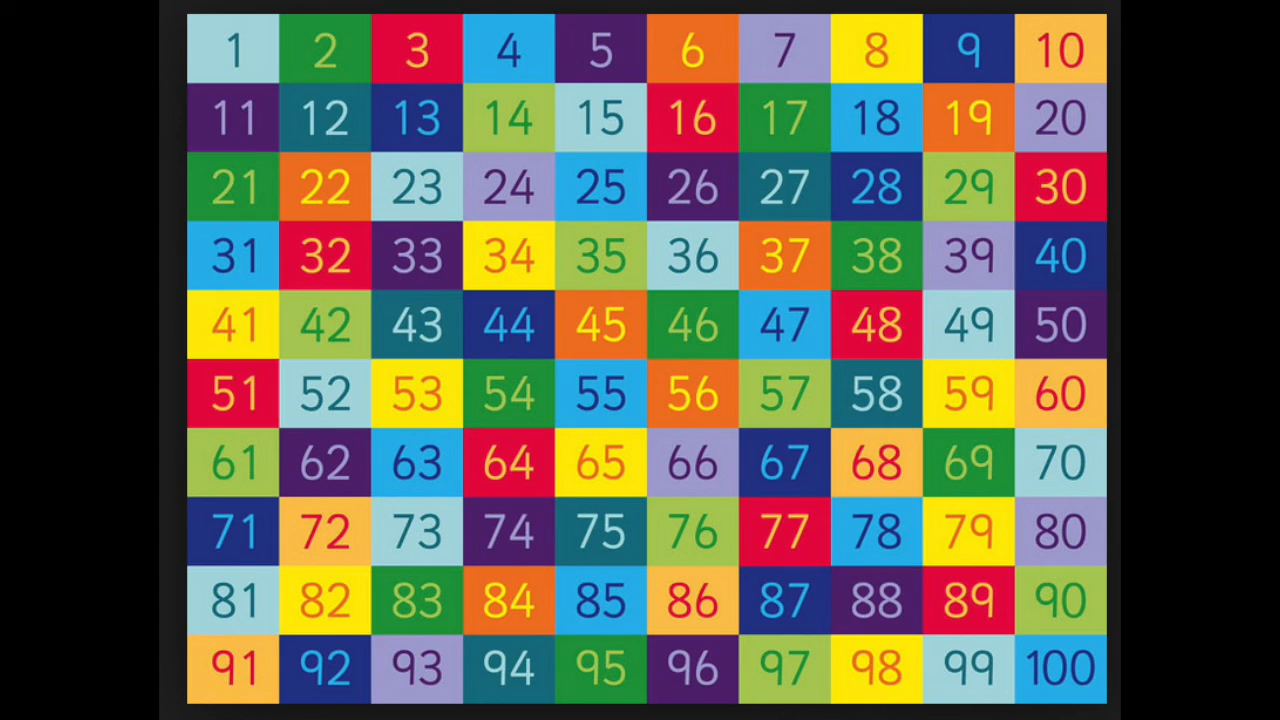 1 2 3 4 5 6 7 8 9 10
11 12 13 14 15 16 17 18 19 20
21 22 23 24 25 26 27 28 29 30
31 32 33 34 35 36 37 38 39 40
41 42 43 44 45 46 47 48 49 50
51 52 53 54 55 56 57 58 59 60
61 62 63 64 65 66 67 68 69 70
71 72 73 74 75 76 77 78 79 80
81 82 83 84 85 86 87 88 89 90
91 92 93 94 95 96 97 98 99 100